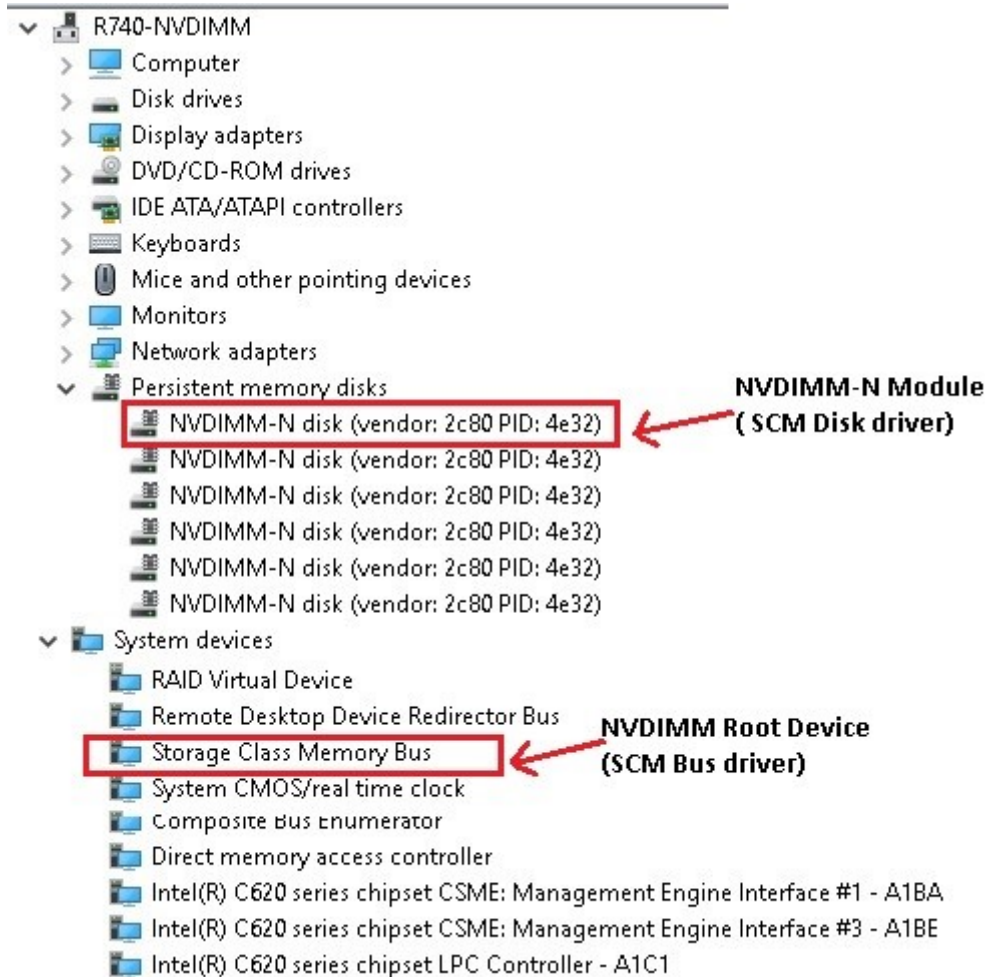 R740-NVDIMM
Computer
Disk drives
Display adapters
DVD/CD-ROM drives
IDE ATA/ATAPI controllers
Keyboards
Mice and other pointing devices
Monitors
Network adapters
Persistent memory disks
NVDIMM-N disk (vendor: 2c80 PID: 4e32)
NVDIMM-N Module
( SCM Disk driver)
NVDIMM-N disk (vendor: 2c80 PID: 4e32)
NVDIMM-N disk (vendor: 2c80 PID: 4e32)
NVDIMM-N disk (vendor: 2c80 PID: 4e32)
NVDIMM-N disk (vendor: 2c80 PID: 4e32)
NVDIMM-N disk (vendor: 2c80 PID: 4e32)
System devices
RAID Virtual Device
Remote Desktop Device Redirector Bus
Storage Class Memory Bus
NVDIMM Root Device
(SCM Bus driver)
System CMOS/real time clock
Composite Bus Enumerator
Direct memory access controller
Intel(R) C620 series chipset CSME: Management Engine Interface #1 - A1BA
Intel(R) C620 series chipset CSME: Management Engine Interface #3 - A1BE
Intel(R) C620 series chipset LPC Controller - A1C1